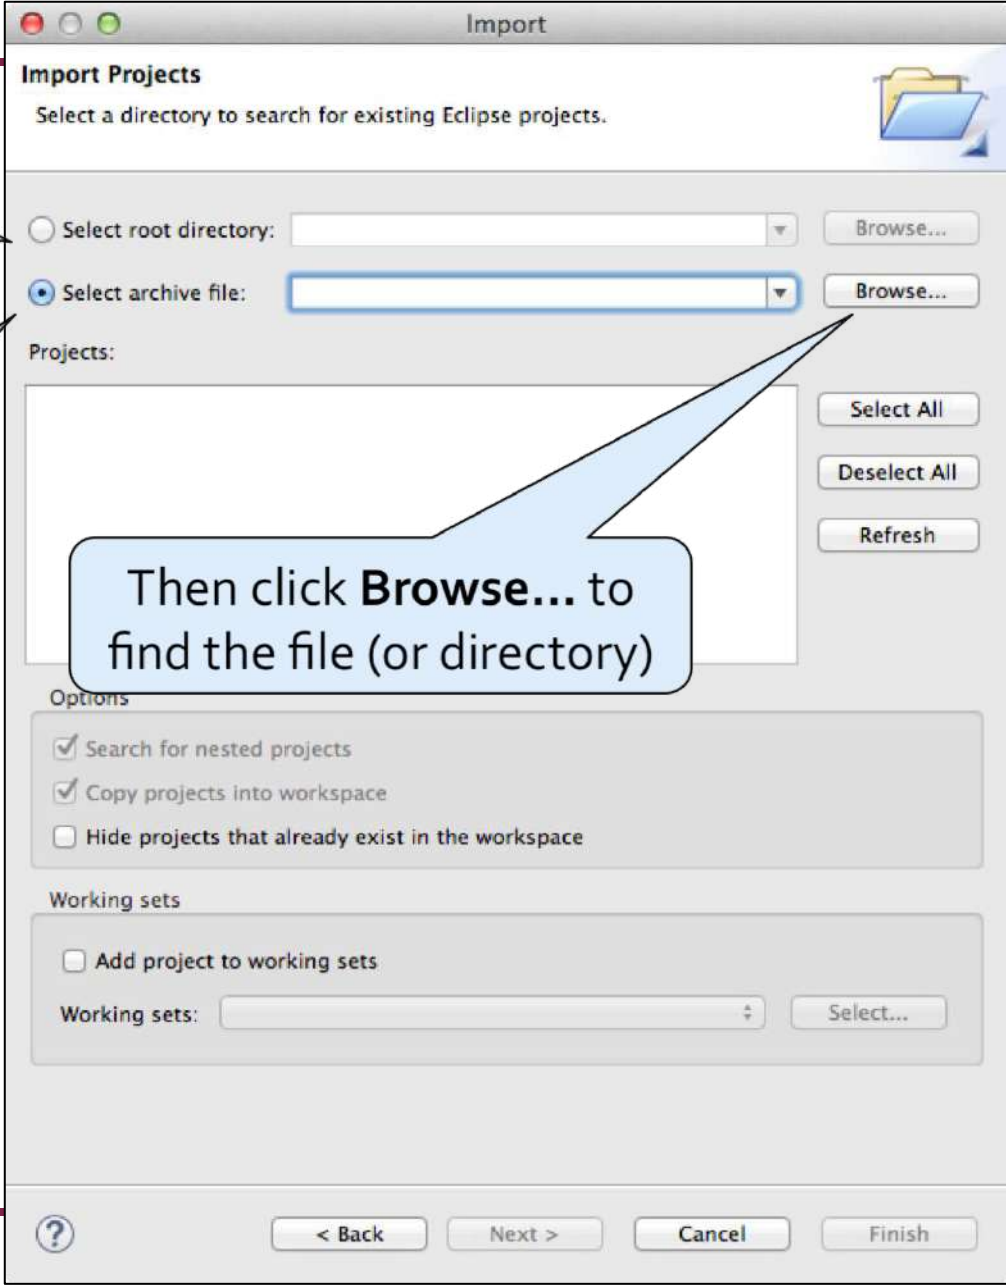 Import
Import Projects
Select a directory to search for existing Eclipse projects.
Select root directory: Browse...
Select archive file: Browse...
Projects:
Select All
Deselect All
Refresh
Then click Browse... to
find the file (or directory)
Options
Search for nested projects
Copy projects into workspace
Hide projects that already exist in the workspace
Working sets
Add project to working sets
Working sets: Select...
? < Back Next > Cancel Finish